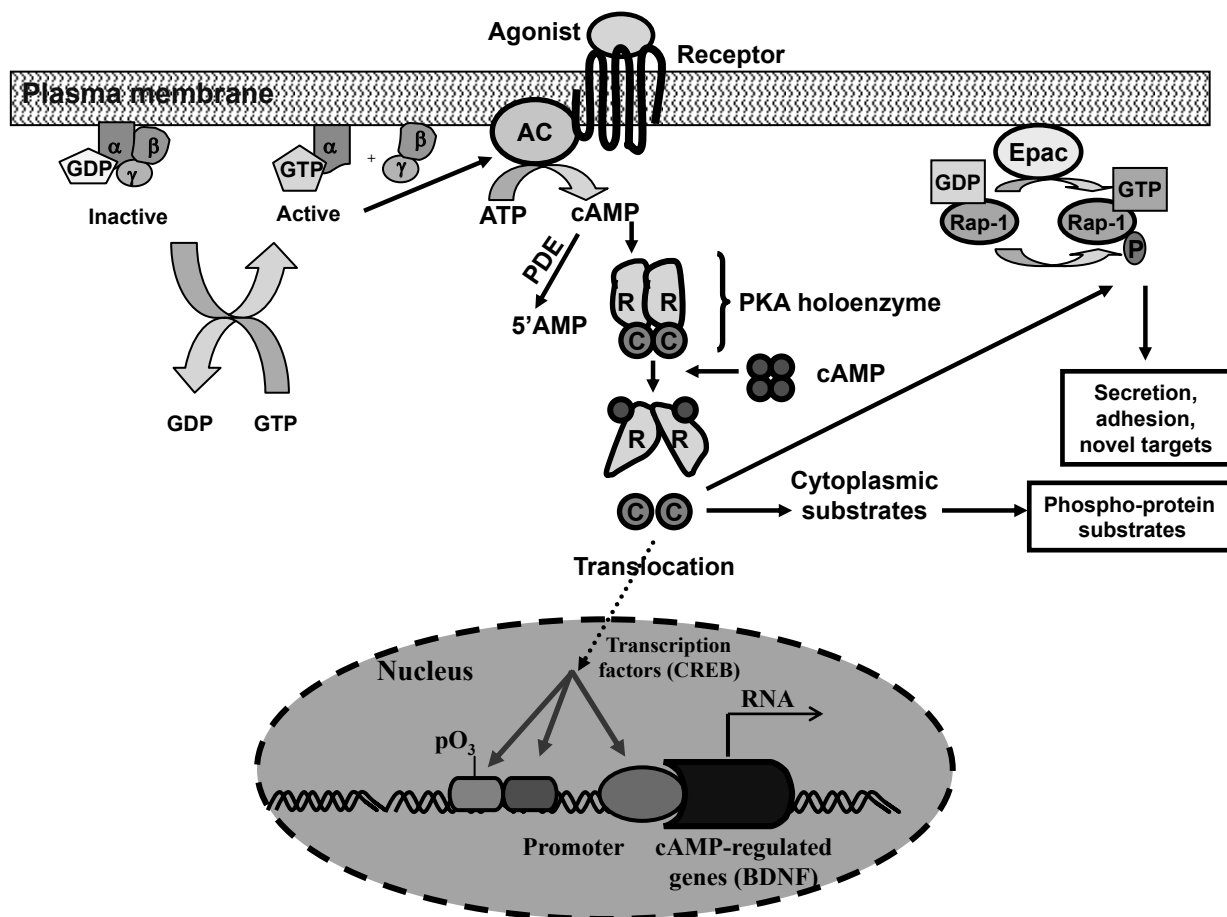 Agonist
Receptor
Plasma membrane
α
β
γ
GDP
Inactive
α
GTP
+
β
γ
Active
AC
ATP
cAMP
PDE
5’AMP
GDP
GTP
R
R
C
C
PKA holoenzyme
cAMP
R
R
C
C
Epac
GDP
Rap-1
GTP
Rap-1
P
Secretion,
adhesion,
novel targets
Cytoplasmic
substrates
Phospho-protein
substrates
Translocation
Nucleus
Transcription
factors (CREB)
RNA
pO3
Promoter
cAMP-regulated
genes (BDNF)